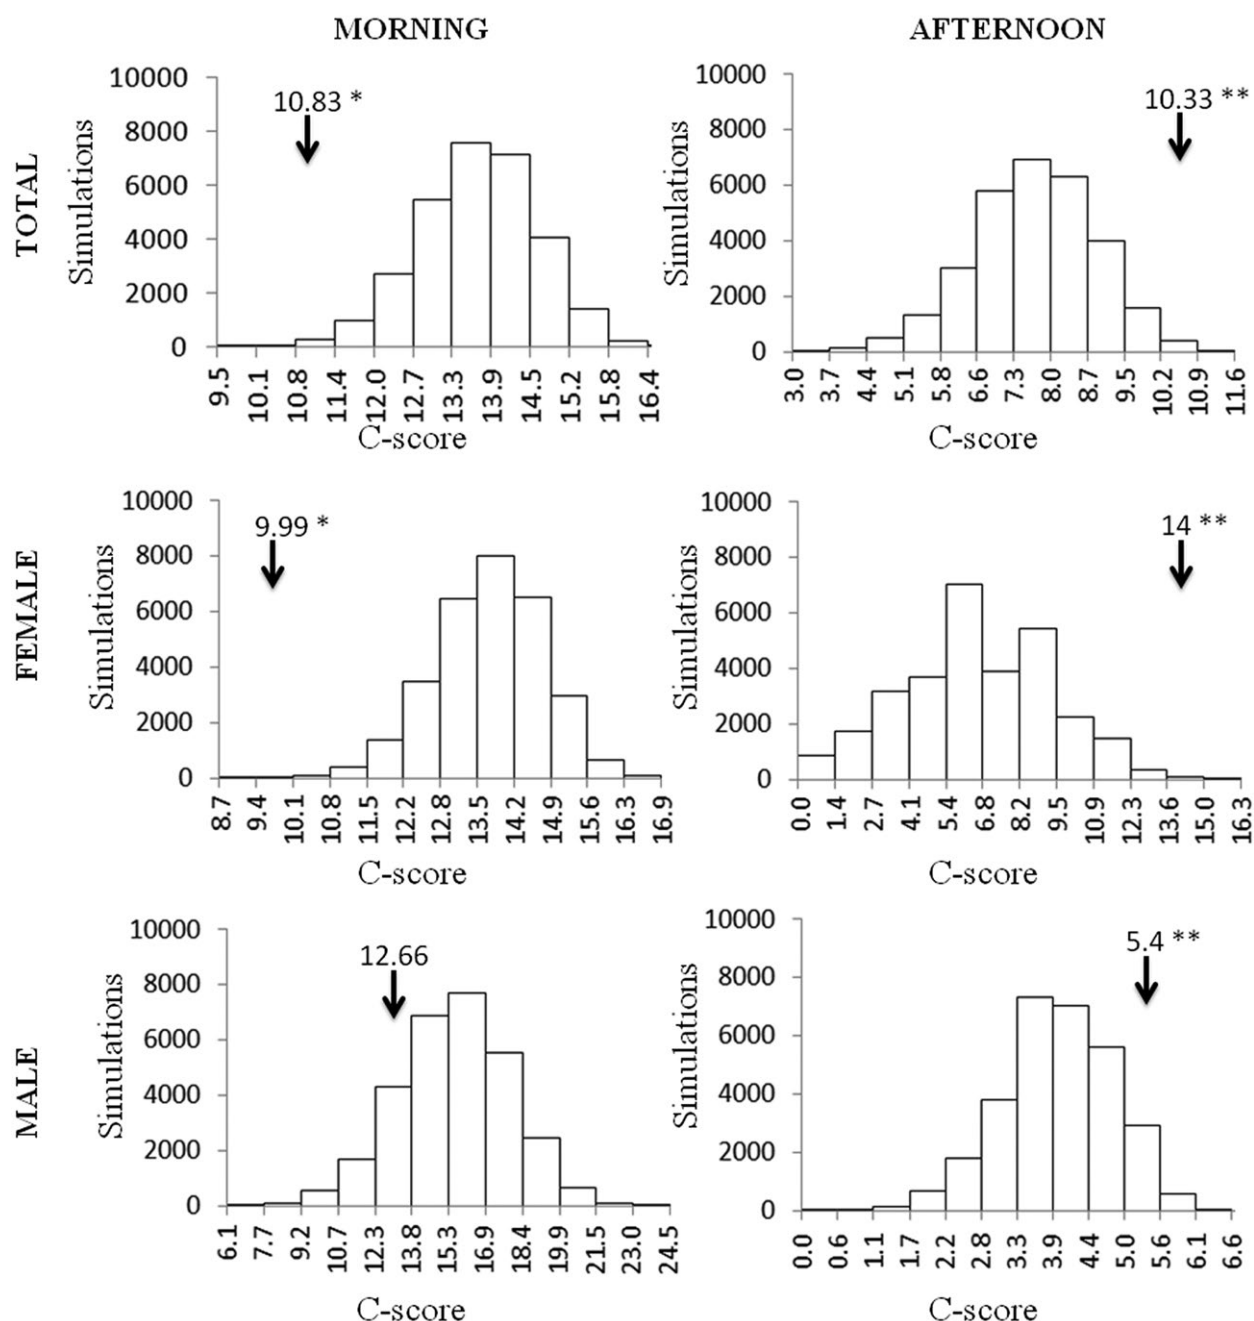 MORNING AFTERNOON
TOTAL
Simulations
10000
8000
6000
4000
2000
0
10.83 *
9.5 10.1 10.8 11.4 12.0 12.7 13.3 13.9 14.5 15.2 15.8 16.4
C-score
Simulations
10000
8000
6000
4000
2000
0
10.33 **
3.0 3.7 4.4 5.1 5.8 6.6 7.3 8.0 8.7 9.5 10.2 10.9 11.6
C-score
FEMALE
Simulations
10000
8000
6000
4000
2000
0
9.99 *
8.7 9.4 10.1 10.8 11.5 12.2 12.8 13.5 14.2 14.9 15.6 16.3 16.9
C-score
Simulations
10000
8000
6000
4000
2000
0
14 **
0.0 1.4 2.7 4.1 5.4 6.8 8.2 9.5 10.9 12.3 13.6 15.0 16.3
C-score
MALE
Simulations
10000
8000
6000
4000
2000
0
12.66
6.1 7.7 9.2 10.7 12.3 13.8 15.3 16.9 18.4 19.9 21.5 23.0 24.5
C-score
Simulations
10000
8000
6000
4000
2000
0
5.4 **
0.0 0.6 1.1 1.7 2.2 2.8 3.3 3.9 4.4 5.0 5.6 6.1 6.6
C-score